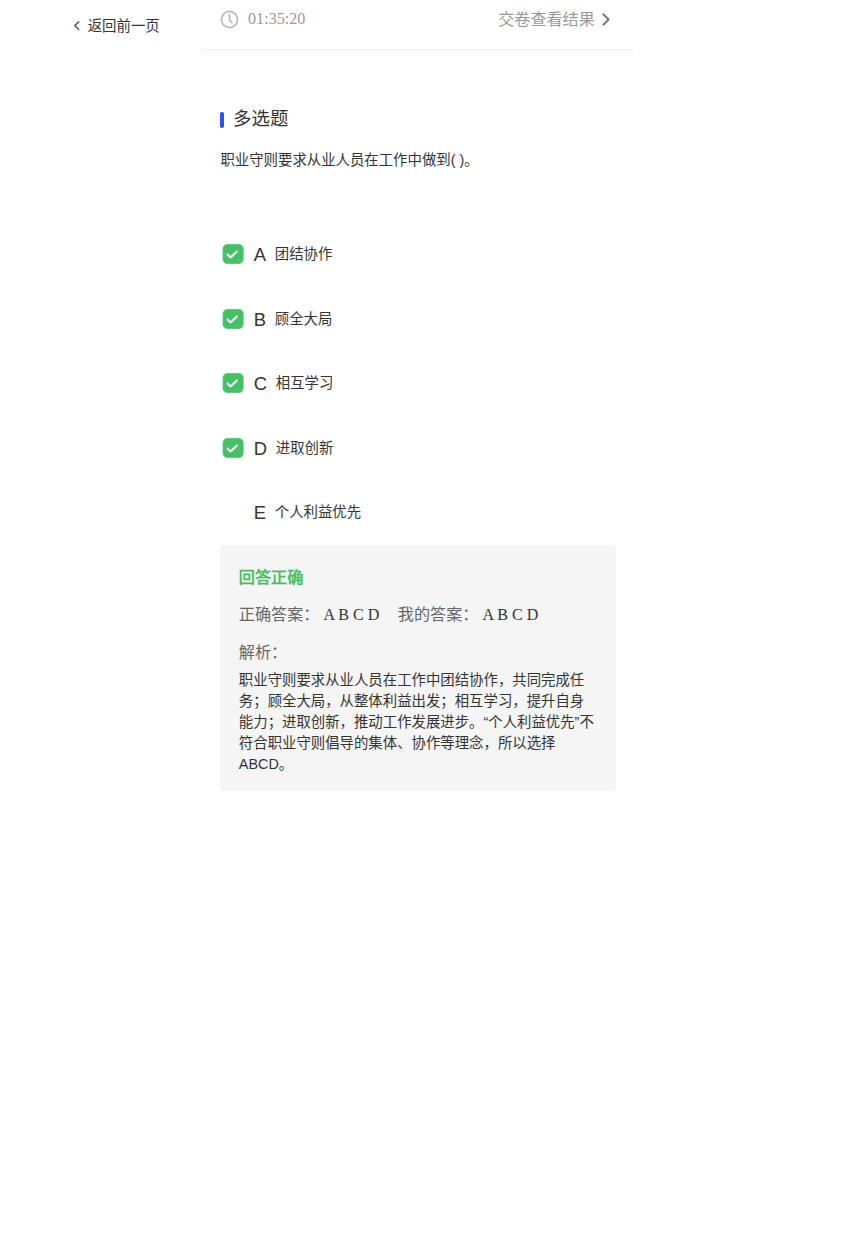 返回前一页
01:35:20 交卷查看结果
多选题
职业守则要求从业人员在工作中做到( )。
A 团结协作
B 顾全大局
C 相互学习
D 进取创新
E 个人利益优先
回答正确
正确答案： A B C D 我的答案： A B C D
解析：
职业守则要求从业人员在工作中团结协作，共同完成任
务；顾全大局，从整体利益出发；相互学习，提升自身
能力；进取创新，推动工作发展进步。“个人利益优先”不
符合职业守则倡导的集体、协作等理念，所以选择
ABCD。